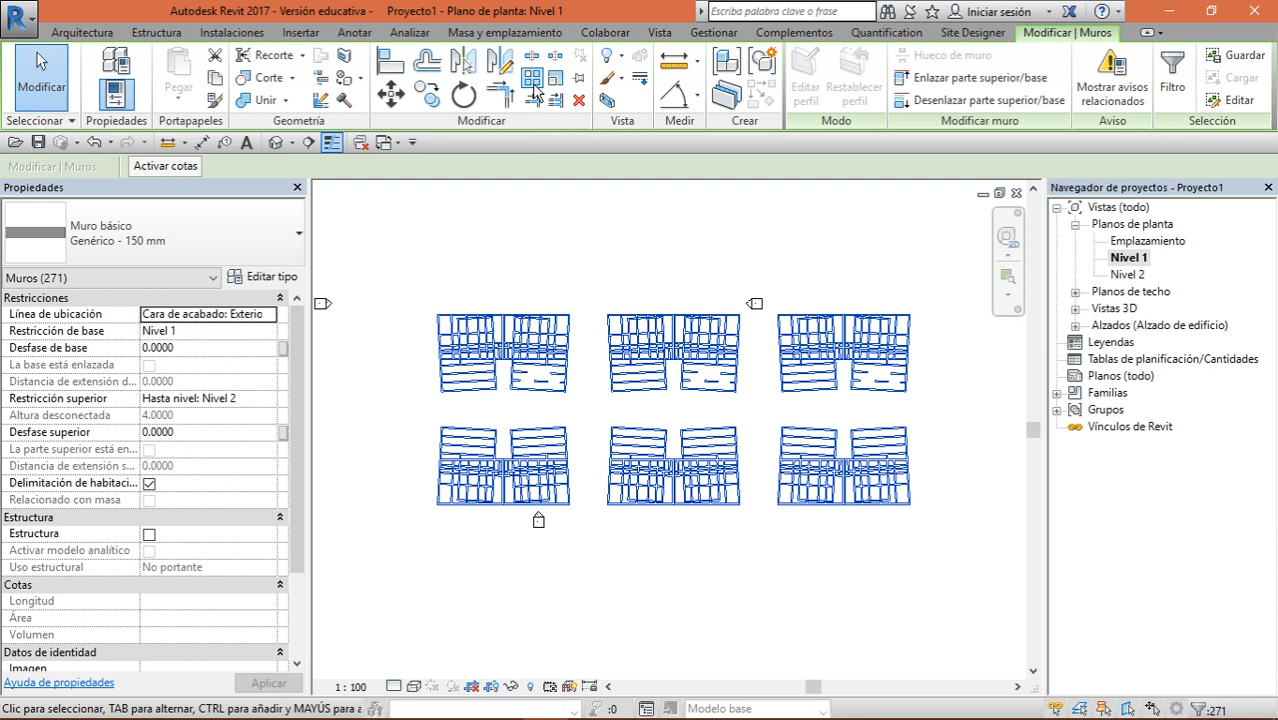 Autodesk Revit 2017 - Versión educativa - Proyecto1 - Plano de planta: Nivel 1
Escriba palabra clave o frase
Iniciar sesión
Arquitectura Estructura Instalaciones Insertar Anotar Analizar Masa y emplazamiento Colaborar Vista Gestionar Complementos Quantification Site Designer Modificar | Muros
Modificar
Pegar
Recorte
Corte
Unir
Editar perfil
Restablecer perfil
Hueco de muro
Enlazar parte superior/base
Desenlazar parte superior/base
Mostrar avisos relacionados
Filtro
Guardar
Cargar
Editar
Seleccionar Propiedades Portapapeles Geometría Modificar Vista Medir Crear Modo Modificar muro Aviso Selección
Modificar | Muros
Activar cotas
Propiedades
Muro básico
Genérico - 150 mm
Muros (271)
Editar tipo
Restricciones
Línea de ubicación Cara de acabado: Exterio
Restricción de base Nivel 1
Desfase de base 0.0000
La base está enlazada
Distancia de extensión d... 0.0000
Restricción superior Hasta nivel: Nivel 2
Altura desconectada 4.0000
Desfase superior 0.0000
La parte superior está en...
Distancia de extensión s... 0.0000
Delimitación de habitaci...
Relacionado con masa
Estructura
Estructura
Activar modelo analítico
Uso estructural No portante
Cotas
Longitud
Área
Volumen
Datos de identidad
Imagen
Ayuda de propiedades
Aplicar
2D
Navegador de proyectos - Proyecto1
Vistas (todo)
Planos de planta
Emplazamiento
Nivel 1
Nivel 2
Planos de techo
Vistas 3D
Alzados (Alzado de edificio)
Leyendas
Tablas de planificación/Cantidades
Planos (todo)
Familias
Grupos
Vínculos de Revit
1 : 100
Clic para seleccionar, TAB para alternar, CTRL para añadir y MAYÚS para a
:0
Modelo base
:271